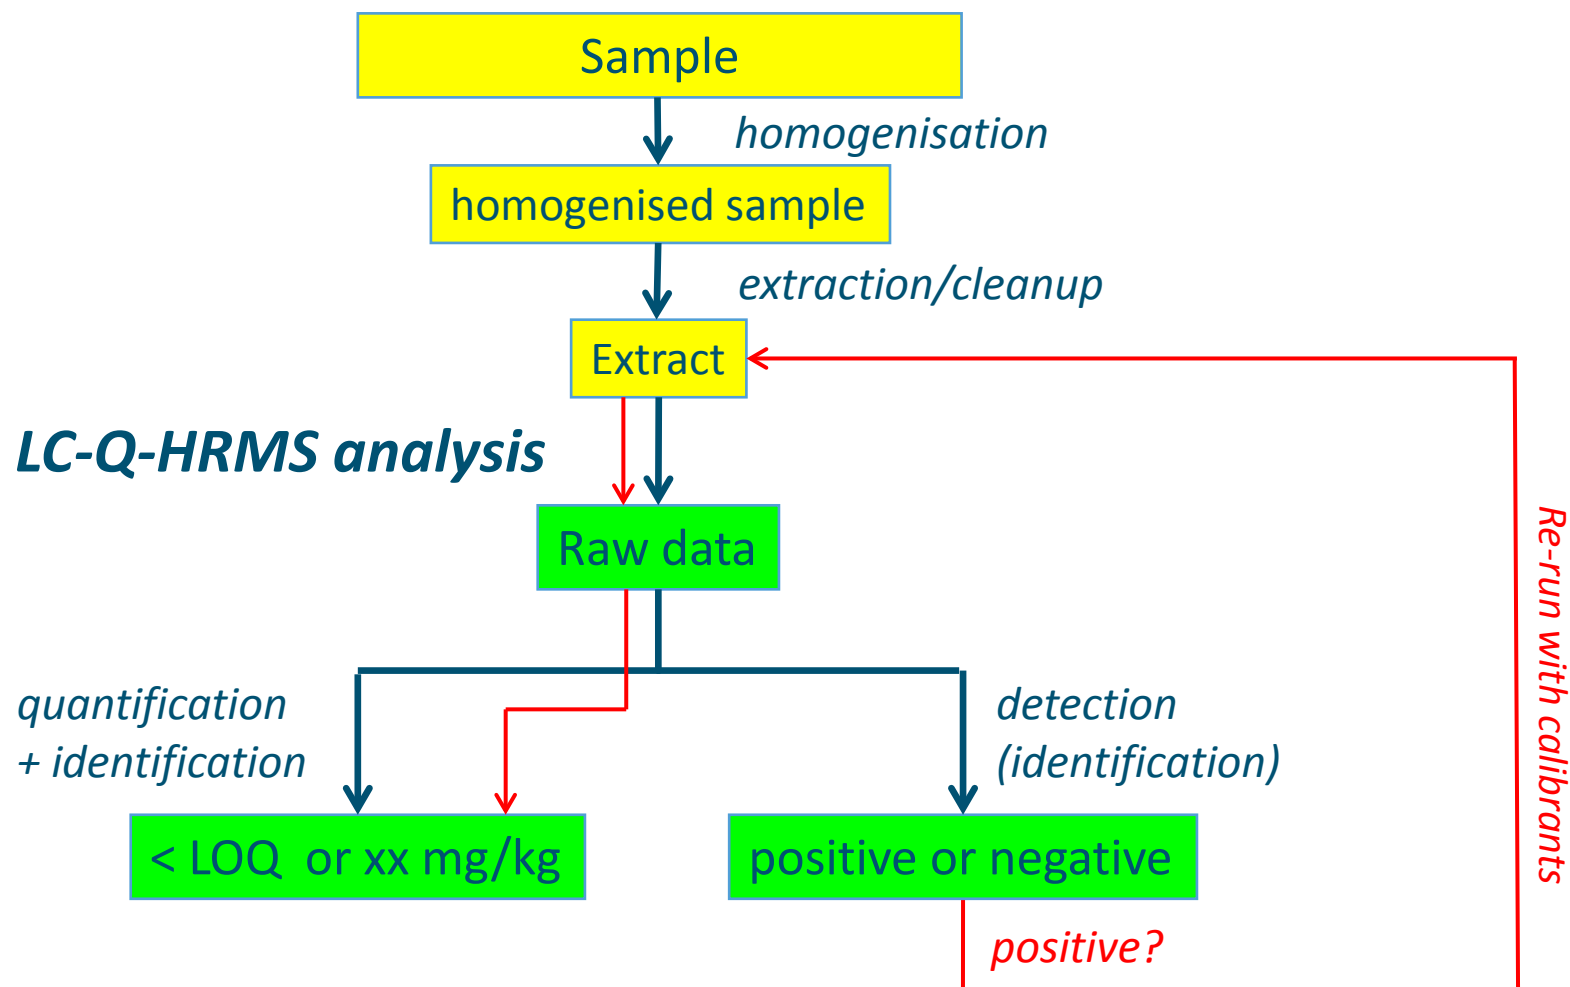 Sample
homogenisation
homogenised sample
extraction/cleanup
Extract
LC-Q-HRMS analysis
Raw data
quantification
+ identification
detection
(identification)
< LOQ or xx mg/kg
positive or negative
positive?
Re-run with calibrants